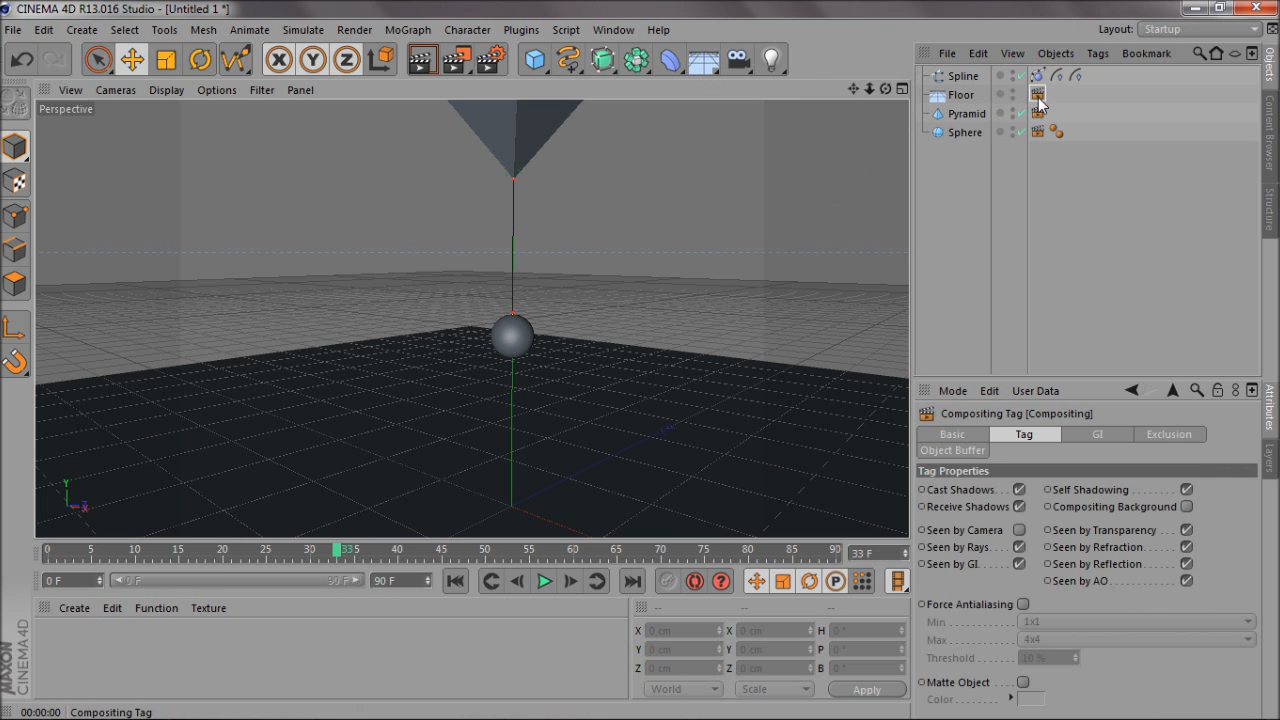 CINEMA 4D R13.016 Studio - [Untitled 1 *]
File Edit Create Select Tools Mesh Animate Simulate Render MoGraph Character Plugins Script Window Help Layout: Startup
View Cameras Display Options Filter Panel
Perspective
File Edit View Objects Tags Bookmark
Spline
Floor
Pyramid
Sphere
Objects
Content Browser
Structure
Mode Edit User Data
Compositing Tag [Compositing]
Basic Tag GI Exclusion
Object Buffer
Tag Properties
Cast Shadows. Self Shadowing
Receive Shadows Compositing Background
Seen by Camera Seen by Transparency
Seen by Rays. Seen by Refraction.
Seen by GI. Seen by Reflection
Seen by AO
Force Antialiasing
Min 1x1
Max 4x4
Threshold 10 %
Matte Object
Color
Attributes
Layers
Y
Z
X
0 5 10 15 20 25 30 33 5 40 45 50 55 60 65 70 75 80 85 90 33 F
0 F 0 F 90 F 90 F
Create Edit Function Texture
-- -- --
X 0 cm X 0 cm H 0 °
Y 0 cm Y 0 cm P 0 °
Z 0 cm Z 0 cm B 0 °
World Scale Apply
MAXON CINEMA 4D
00:00:00 Compositing Tag